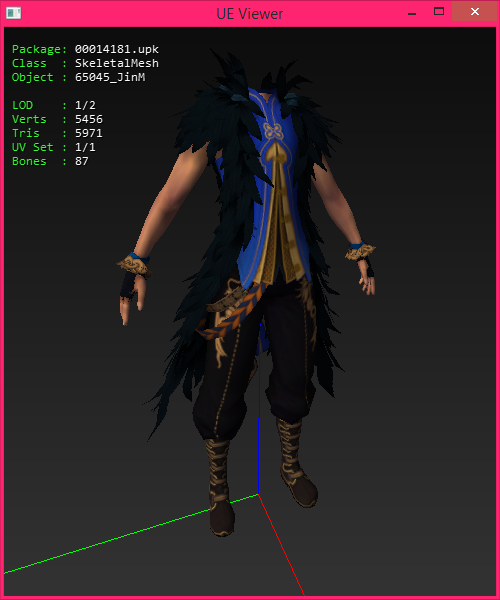 UE Viewer
Package: 00014181.upk
Class : SkeletalMesh
Object : 65045_JinM
LOD : 1/2
Verts : 5456
Tris : 5971
UV Set : 1/1
Bones : 87